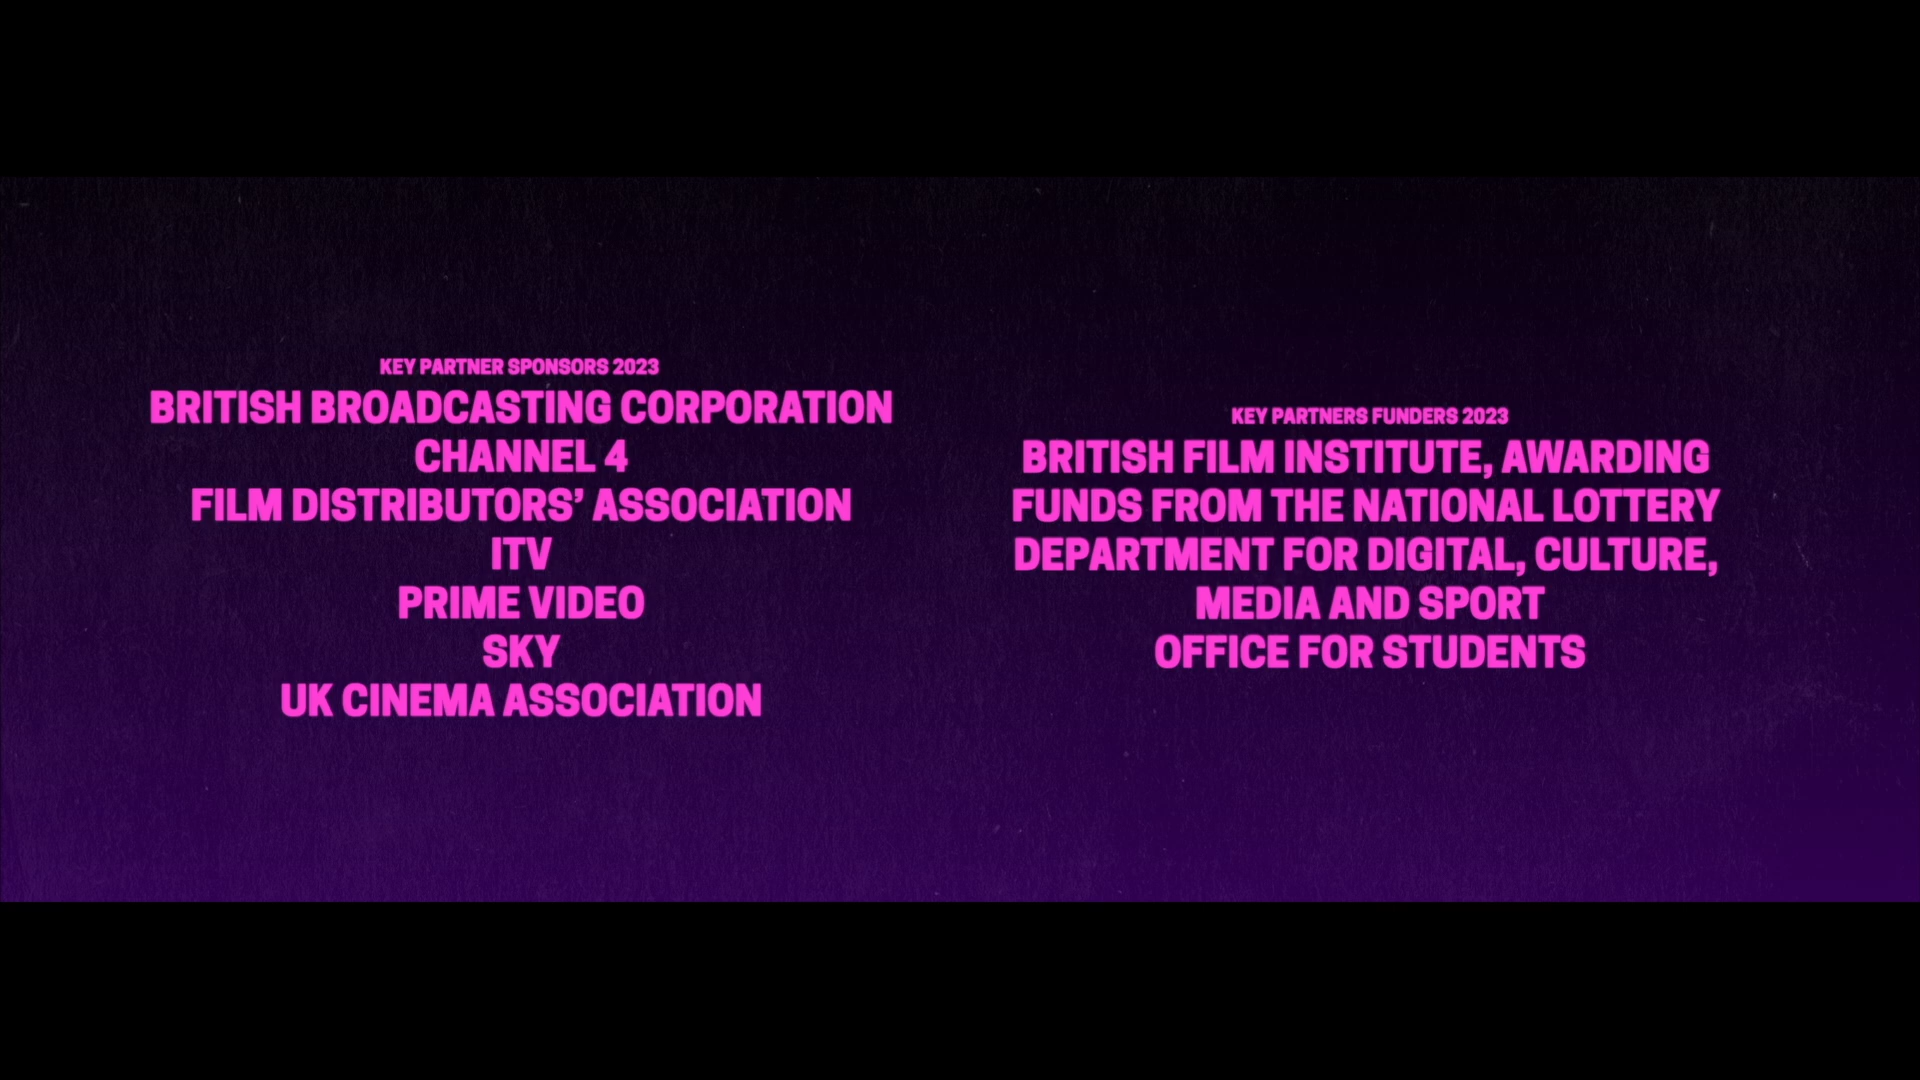 KEY PARTNER SPONSORS 2023
BRITISH BROADCASTING CORPORATION
CHANNEL 4
FILM DISTRIBUTORS’ ASSOCIATION
ITV
PRIME VIDEO
SKY
UK CINEMA ASSOCIATION
KEY PARTNERS FUNDERS 2023
BRITISH FILM INSTITUTE, AWARDING
FUNDS FROM THE NATIONAL LOTTERY
DEPARTMENT FOR DIGITAL, CULTURE,
MEDIA AND SPORT
OFFICE FOR STUDENTS